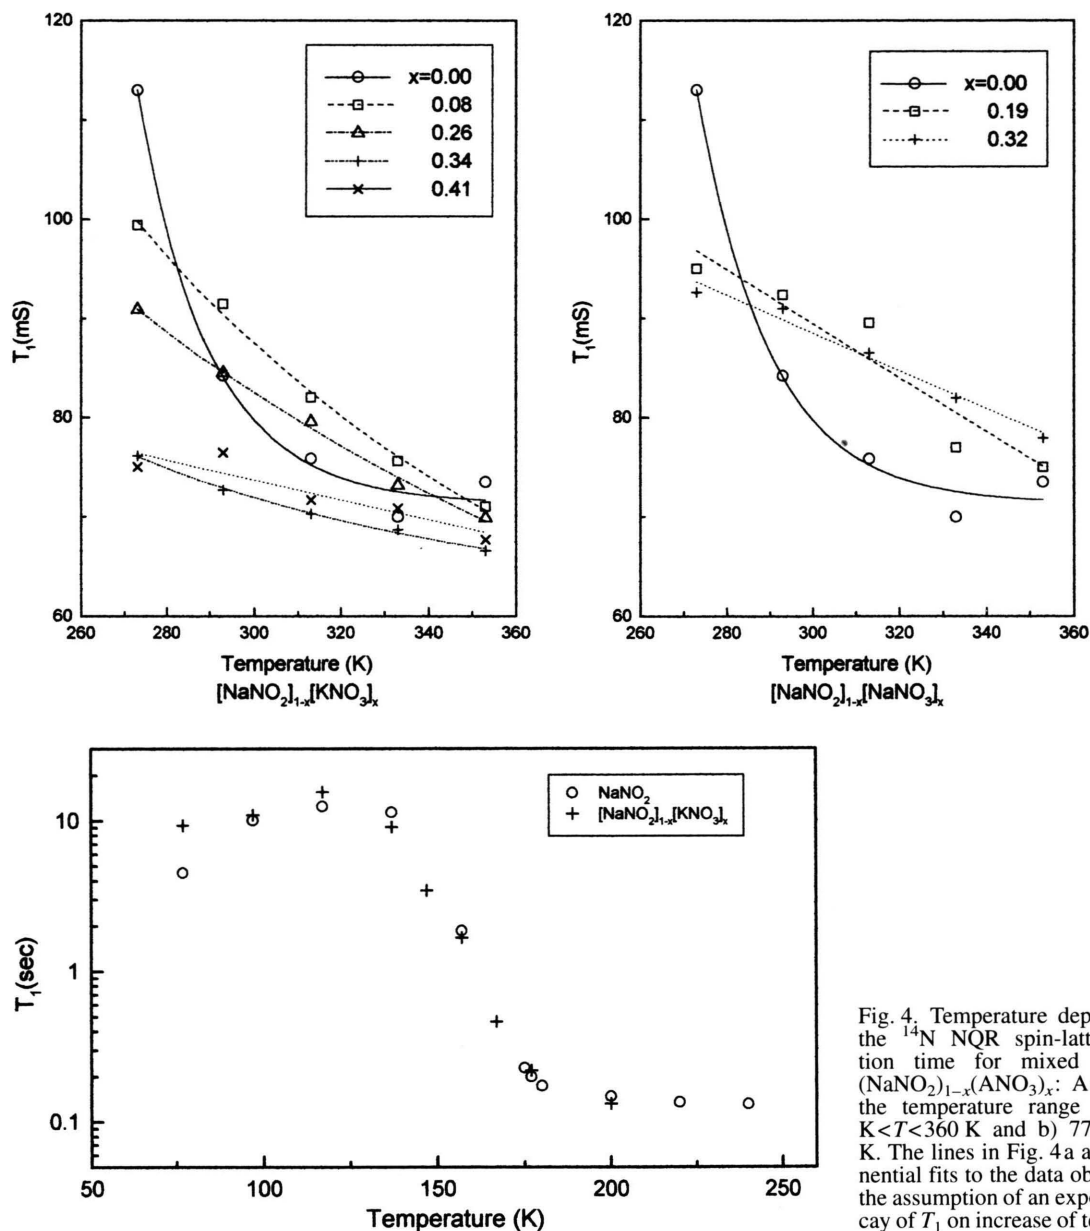 120
100
80
60
T₁(mS)
x=0.00
0.08
0.26
0.34
0.41
260 280 300 320 340 360
Temperature (K)
[NaNO₂]₁₋ₓ[KNO₃]ₓ
120
100
80
60
T₁(mS)
x=0.00
0.19
0.32
260 280 300 320 340 360
Temperature (K)
[NaNO₂]₁₋ₓ[NaNO₃]ₓ
10
1
0.1
T₁(sec)
NaNO₂
[NaNO₂]₁₋ₓ[KNO₃]ₓ
50 100 150 200 250
Temperature (K)
Fig. 4. Temperature dep
the ¹⁴N NQR spin-latt
tion time for mixed
(NaNO₂)₁₋ₓ(ANO₃)ₓ: A
the temperature range
K<T<360 K and b) 77
K. The lines in Fig. 4a a
nential fits to the data ob
the assumption of an expo
cay of T₁ on increase of te